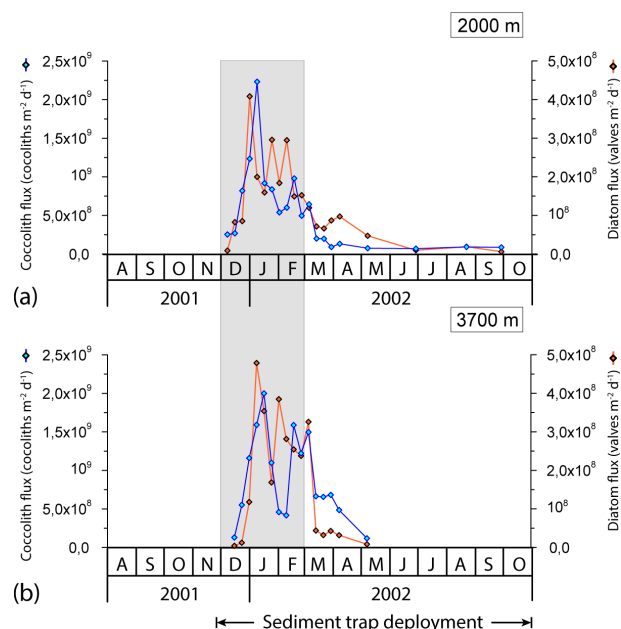 2000 m
Coccolith flux (cocoliths m⁻² d⁻¹)
2,5x10⁹
2,0x10⁹
1,5x10⁹
10⁹
5,0x10⁸
0,0
5,0x10⁸
4,0x10⁸
3,0x10⁸
2,0x10⁸
10⁸
0,0
Diatom flux (valves m⁻² d⁻¹)
A S O N D J F M A M J J A S O
(a)
2001 2002
3700 m
Coccolith flux (cocoliths m⁻² d⁻¹)
2,5x10⁹
2,0x10⁹
1,5x10⁹
10⁹
5,0x10⁸
0,0
5,0x10⁸
4,0x10⁸
3,0x10⁸
2,0x10⁸
10⁸
0,0
Diatom flux (valves m⁻² d⁻¹)
A S O N D J F M A M J J A S O
(b)
2001 2002
Sediment trap deployment